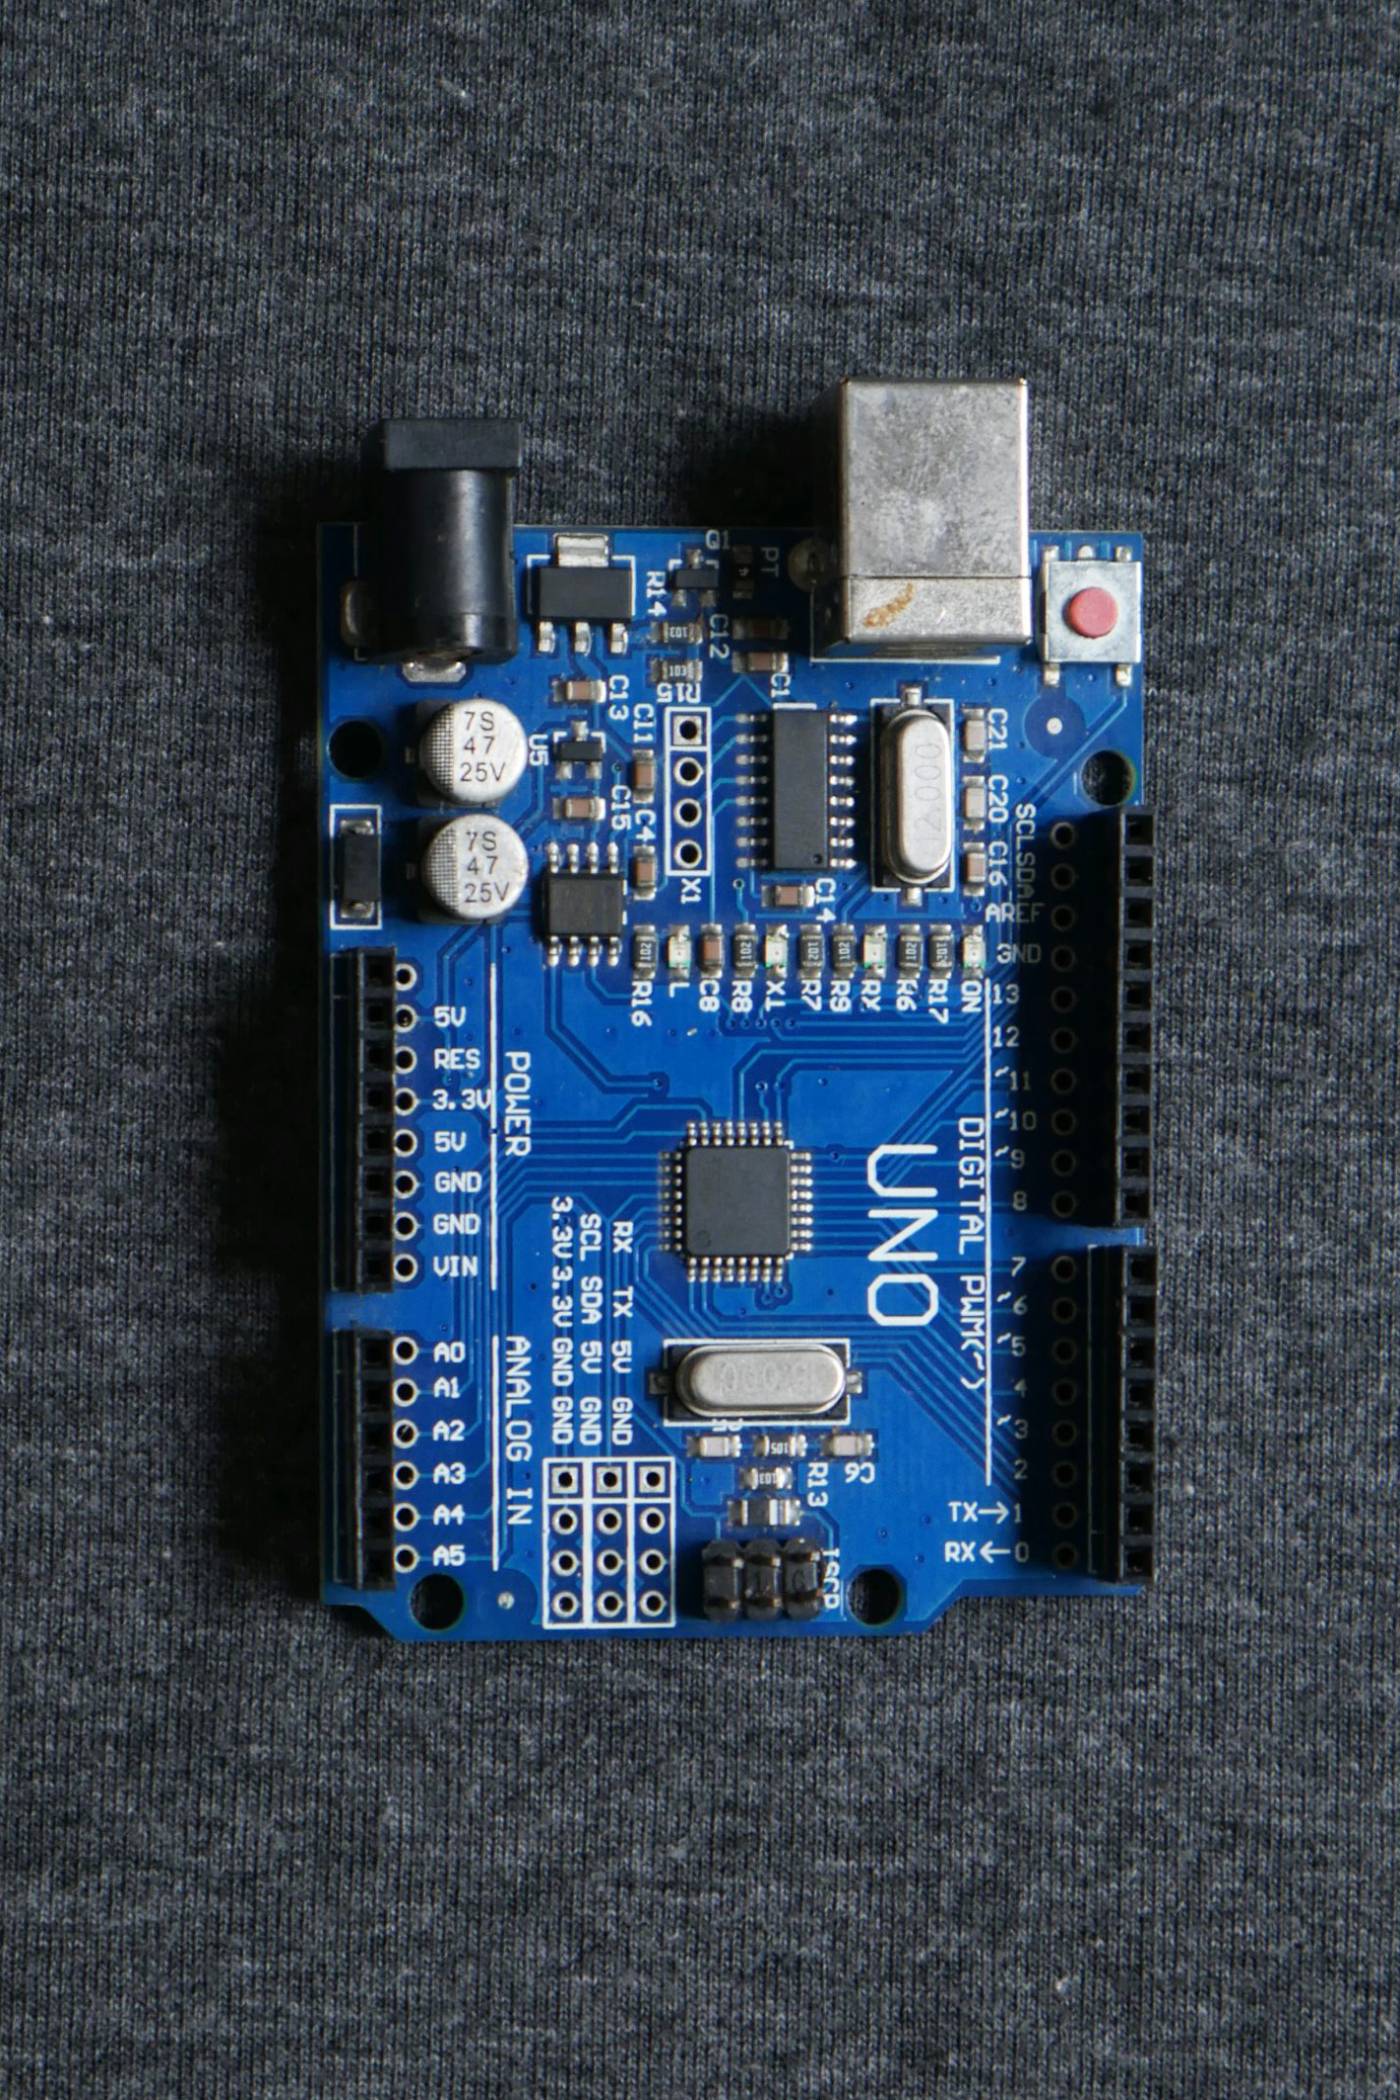 G1
PT
R14
C12
C1
R15
C13
C11
U5
C15
C4
X1
C14
7S
47
25V
7S
47
25V
C21
C20
C16
SCL
SDA
AREF
GND
13
12
~11
~10
~9
8
7
~6
~5
4
~3
2
TX→1
RX←0
R16
L
C8
R8
R7
R9
RX
R17
ON
5V
RES
3.3V
5V
GND
GND
VIN
POWER
A0
A1
A2
A3
A4
A5
ANALOG IN
UNO
DIGITAL PWM(~)
RX TX 5V GND
SCL SDA 5V GND
3.3V 3.3V GND GND
C6
R13
ICSP